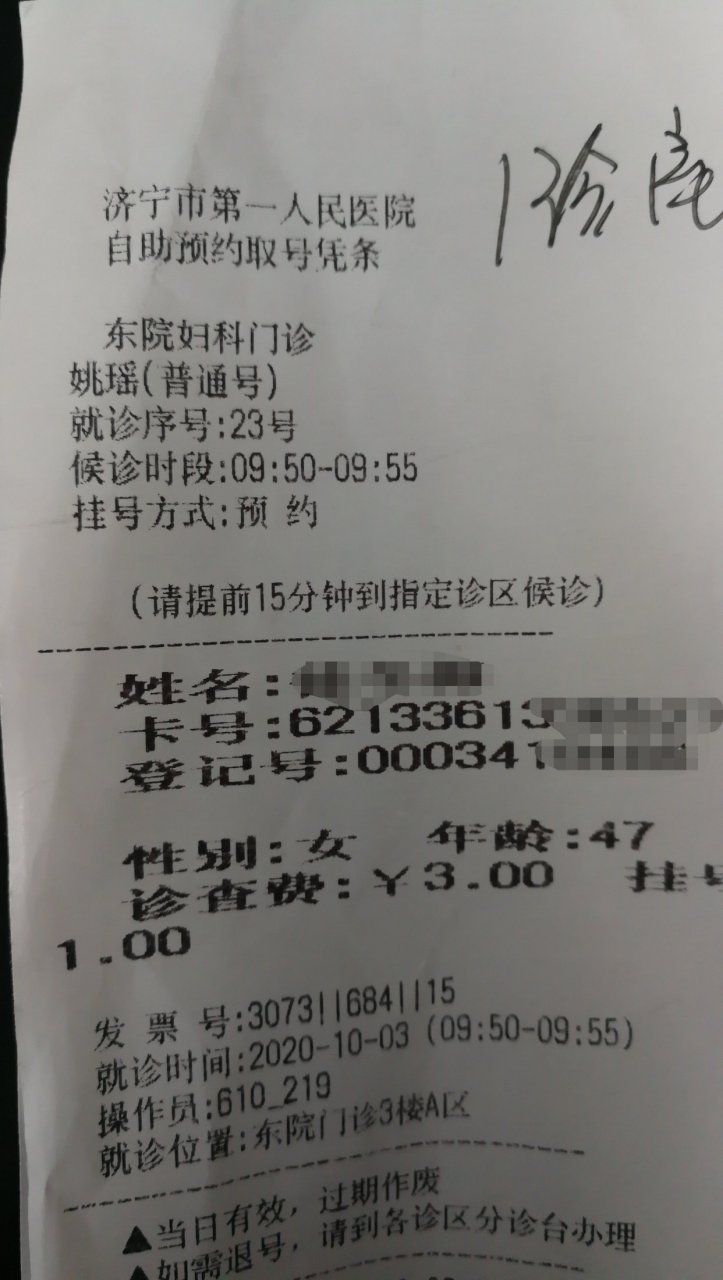 1诊室
济宁市第一人民医院
自助预约取号凭条
东院妇科门诊
姚瑶(普通号)
就诊序号:23号
候诊时段:09:50-09:55
挂号方式:预 约
(请提前15分钟到指定诊区候诊)
姓名:
卡号:62133613
登记号:000341
性别:女 年龄:47
诊查费:¥3.00 挂号
1.00
发 票 号:3073||684||15
就诊时间:2020-10-03 (09:50-09:55)
操作员:610_219
就诊位置:东院门诊3楼A区
▲当日有效，过期作废
▲如需退号，请到各诊区分诊台办理